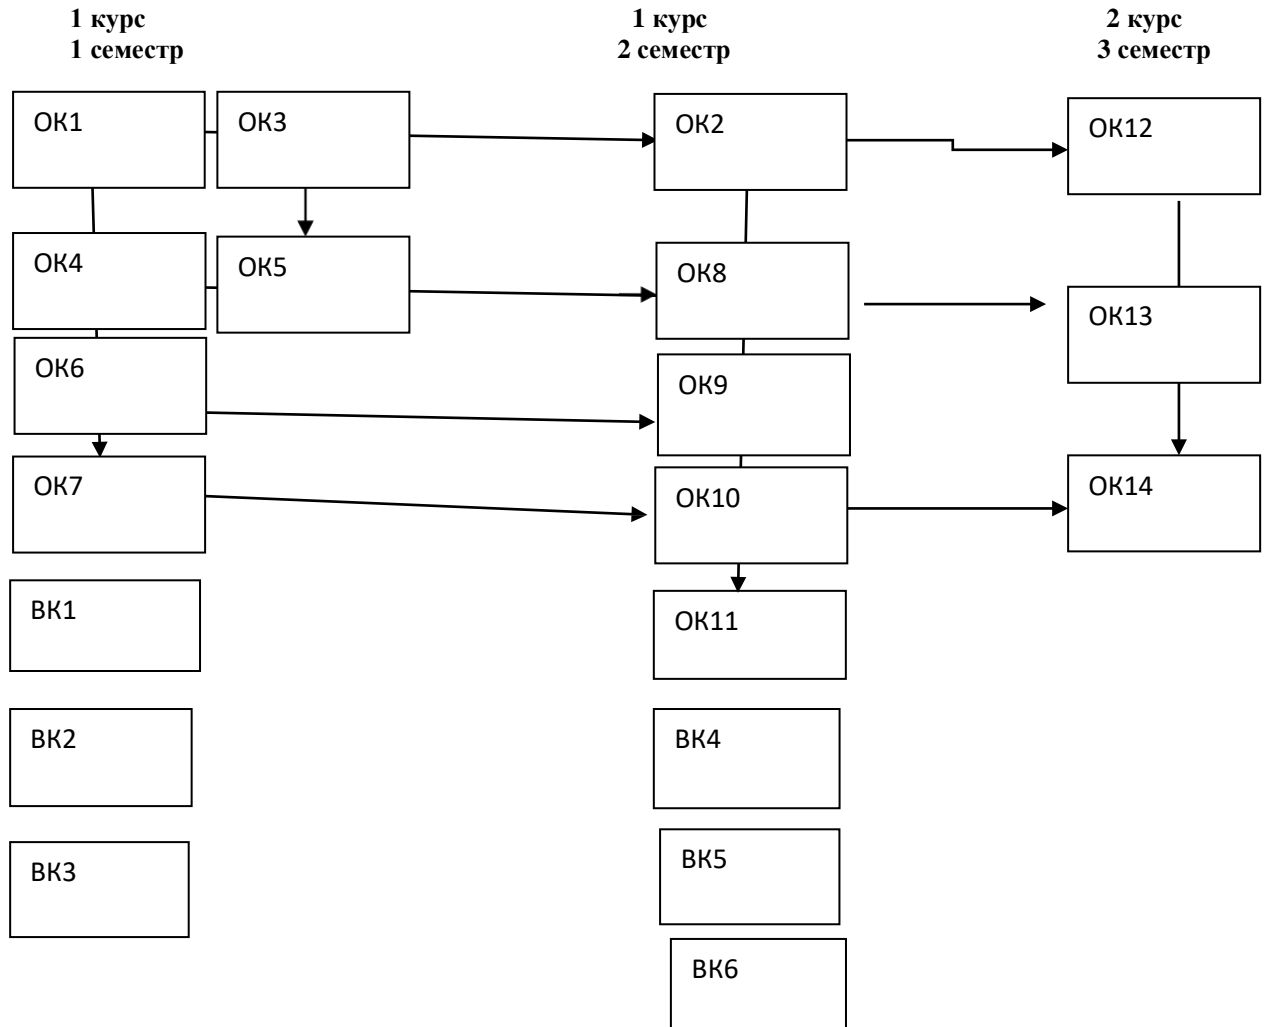 1 курс
1 семестр
1 курс
2 семестр
2 курс
3 семестр
ОК1
ОК3
ОК2
ОК12
ОК4
ОК5
ОК8
ОК13
ОК6
ОК9
ОК7
ОК10
ОК14
ВК1
ОК11
ВК2
ВК4
ВК3
ВК5
ВК6